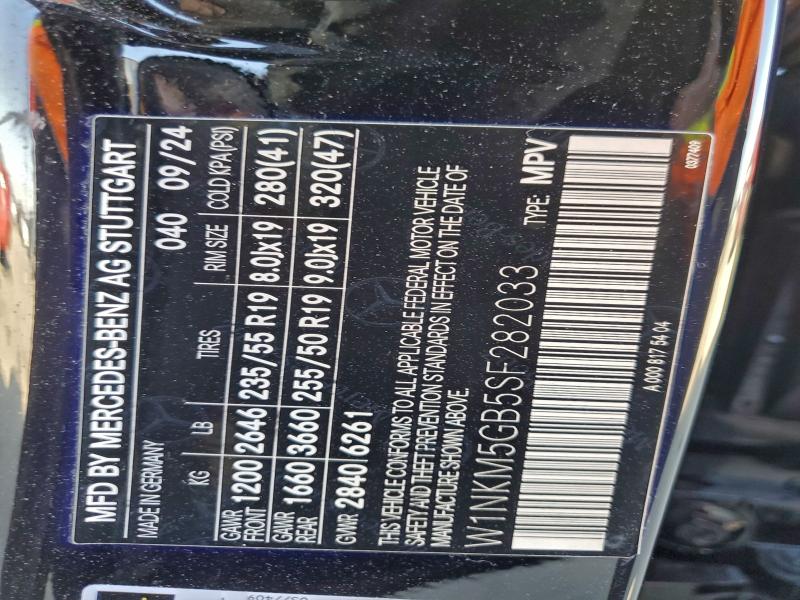 MFD BY MERCEDES-BENZ AG STUTTGART
MADE IN GERMANY 040 09/24
KG LB TIRES RIM SIZE COLD KPA(PSI)
GAWR FRONT 1200 2646 235/55 R19 8.0Jx19 280(41)
GAWR REAR 1660 3660 255/50 R19 9.0Jx19 320(47)
GWR 2840 6261
THIS VEHICLE CONFORMS TO ALL APPLICABLE FEDERAL MOTOR VEHICLE
SAFETY AND THEFT PREVENTION STANDARDS IN EFFECT ON THE DATE OF
MANUFACTURE SHOWN ABOVE.
W1NKM5GB5SF282033 TYPE: MPV
A 000 817 54 04
0377409